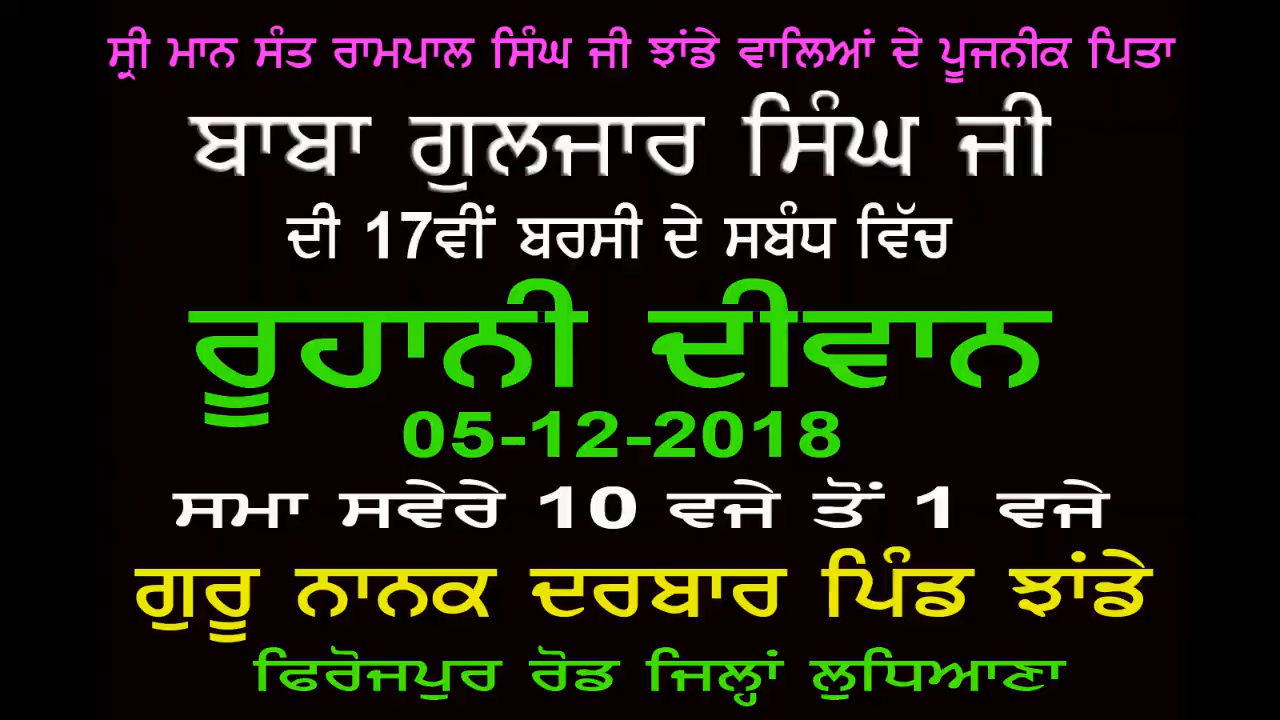 ਸ੍ਰੀ ਮਾਨ ਸੰਤ ਰਾਮਪਾਲ ਸਿੰਘ ਜੀ ਝਾਂਡੇ ਵਾਲਿਆਂ ਦੇ ਪੂਜਨੀਕ ਪਿਤਾ
ਬਾਬਾ ਗੁਲਜਾਰ ਸਿੰਘ ਜੀ
ਦੀ 17ਵੀਂ ਬਰਸੀ ਦੇ ਸਬੰਧ ਵਿੱਚ
ਰੂਹਾਨੀ ਦੀਵਾਨ
05-12-2018
ਸਮਾ ਸਵੇਰੇ 10 ਵਜੇ ਤੋਂ 1 ਵਜੇ
ਗੁਰੂ ਨਾਨਕ ਦਰਬਾਰ ਪਿੰਡ ਝਾਂਡੇ
ਫਿਰੋਜਪੁਰ ਰੋਡ ਜਿਲ੍ਹਾਂ ਲੁਧਿਆਣਾ